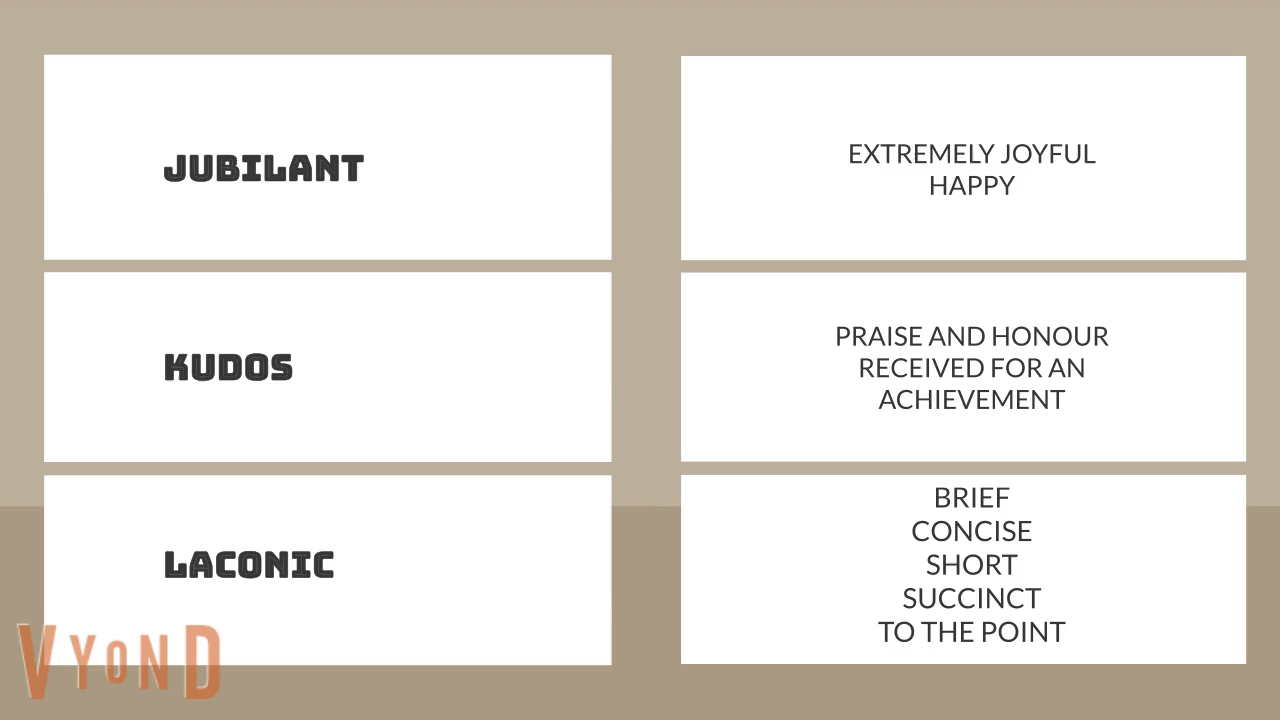 JUBILANT
EXTREMELY JOYFUL
HAPPY
KUDOS
PRAISE AND HONOUR
RECEIVED FOR AN
ACHIEVEMENT
LACONIC
BRIEF
CONCISE
SHORT
SUCCINCT
TO THE POINT
VYOND